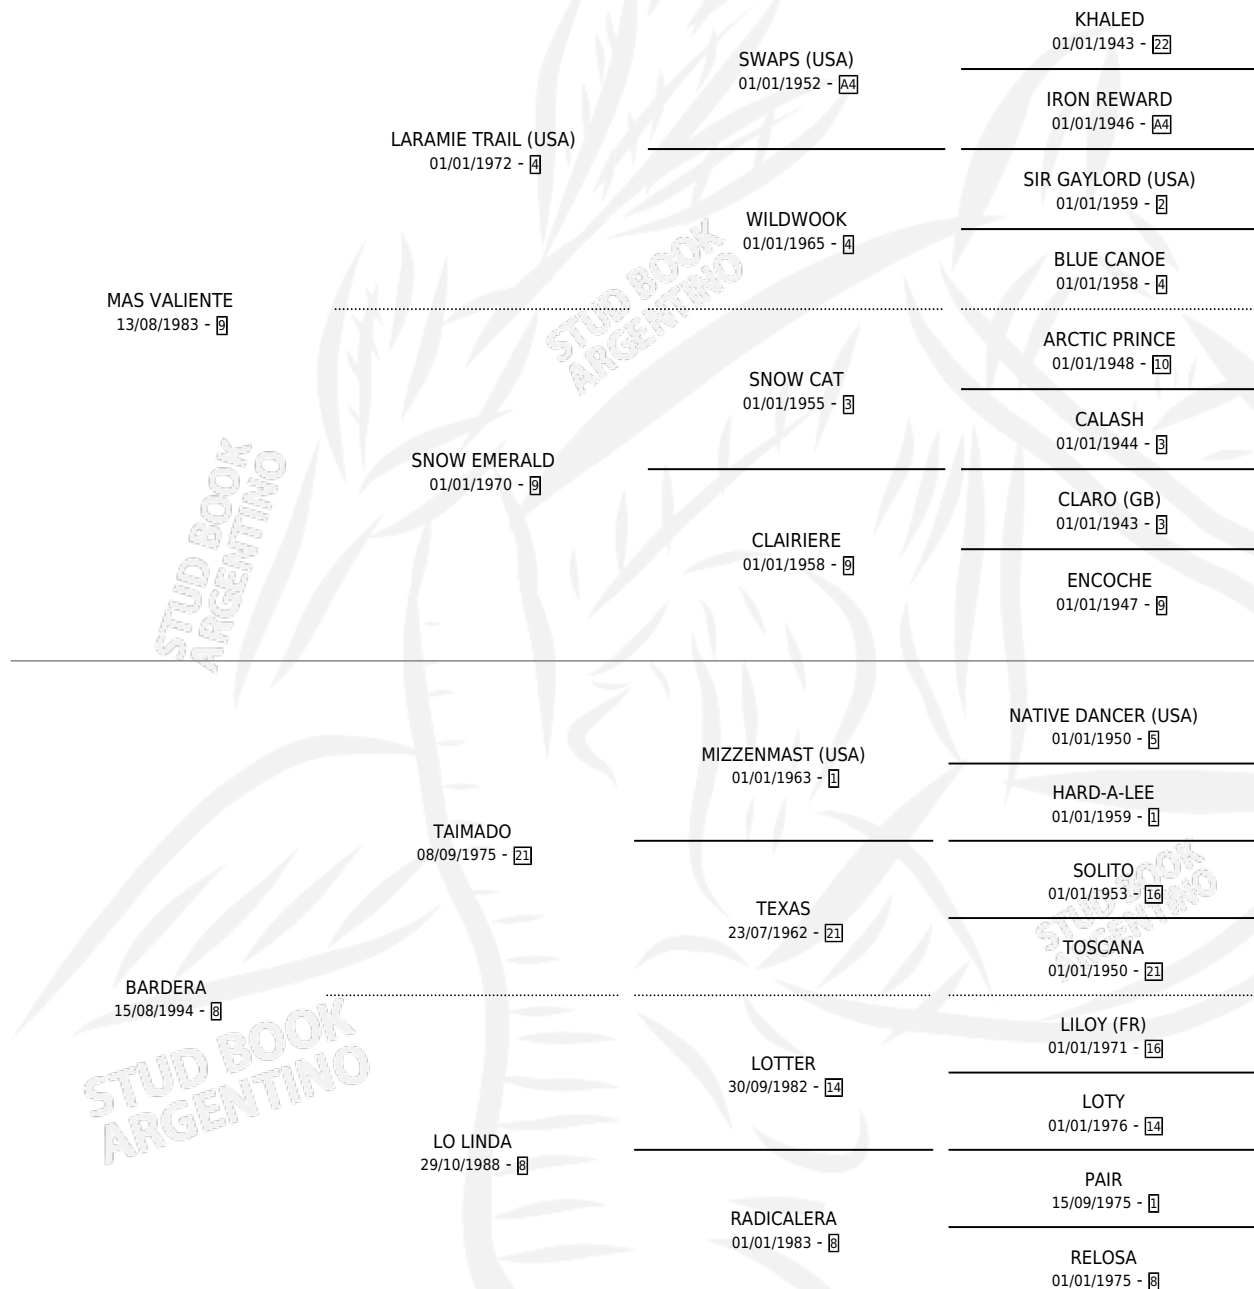 KHALED
01/01/1943 - 22
SWAPS (USA)
01/01/1952 - A4
IRON REWARD
01/01/1946 - A4
LARAMIE TRAIL (USA)
01/01/1972 - 4
SIR GAYLORD (USA)
01/01/1959 - 2
WILDWOOK
01/01/1965 - 4
BLUE CANOE
01/01/1958 - 4
MAS VALIENTE
13/08/1983 - 9
ARCTIC PRINCE
01/01/1948 - 10
SNOW CAT
01/01/1955 - 3
CALASH
01/01/1944 - 3
SNOW EMERALD
01/01/1970 - 9
CLARO (GB)
01/01/1943 - 3
CLAIRIERE
01/01/1958 - 9
ENCOCHE
01/01/1947 - 9
NATIVE DANCER (USA)
01/01/1950 - 5
MIZZENMAST (USA)
01/01/1963 - 1
HARD-A-LEE
01/01/1959 - 1
TAIMADO
08/09/1975 - 21
SOLITO
01/01/1953 - 16
TEXAS
23/07/1962 - 21
TOSCANA
01/01/1950 - 21
BARDERA
15/08/1994 - 8
LILOY (FR)
01/01/1971 - 16
LOTTER
30/09/1982 - 14
LOTY
01/01/1976 - 14
LO LINDA
29/10/1988 - 8
PAIR
15/09/1975 - 1
RADICALERA
01/01/1983 - 8
RELOSA
01/01/1975 - 8
STUD BOOK
ARGENTINO
STUD BOOK
ARGENTINO
STUD BOOK
ARGENTINO
STUD BOOK
ARGENTINO